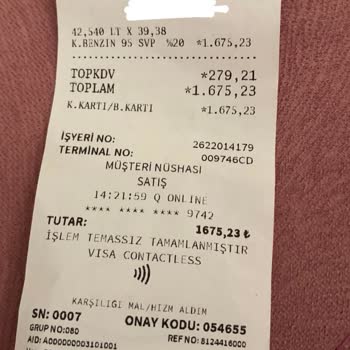 42,540 LT X 39,38
K.BENZIN 95 SVP %20 *1.675,23
TOPKDV *279,21
TOPLAM *1.675,23
K.KARTI/B.KARTI *1.675,23
İŞYERİ NO: 2622014179
TERMİNAL NO: 009746CD
MÜŞTERİ NÜSHASI
SATIŞ
14:21:59 Q ONLINE
**** **** **** 9742
TUTAR: 1675,23 ₺
İŞLEM TEMASSIZ TAMAMLANMIŞTIR
VISA CONTACTLESS
KARŞILIĞI MAL/HİZM ALDIM
SN: 0007 ONAY KODU: 054655
GRUP NO:080 REF NO: 8124416000
AID: A000000003101001